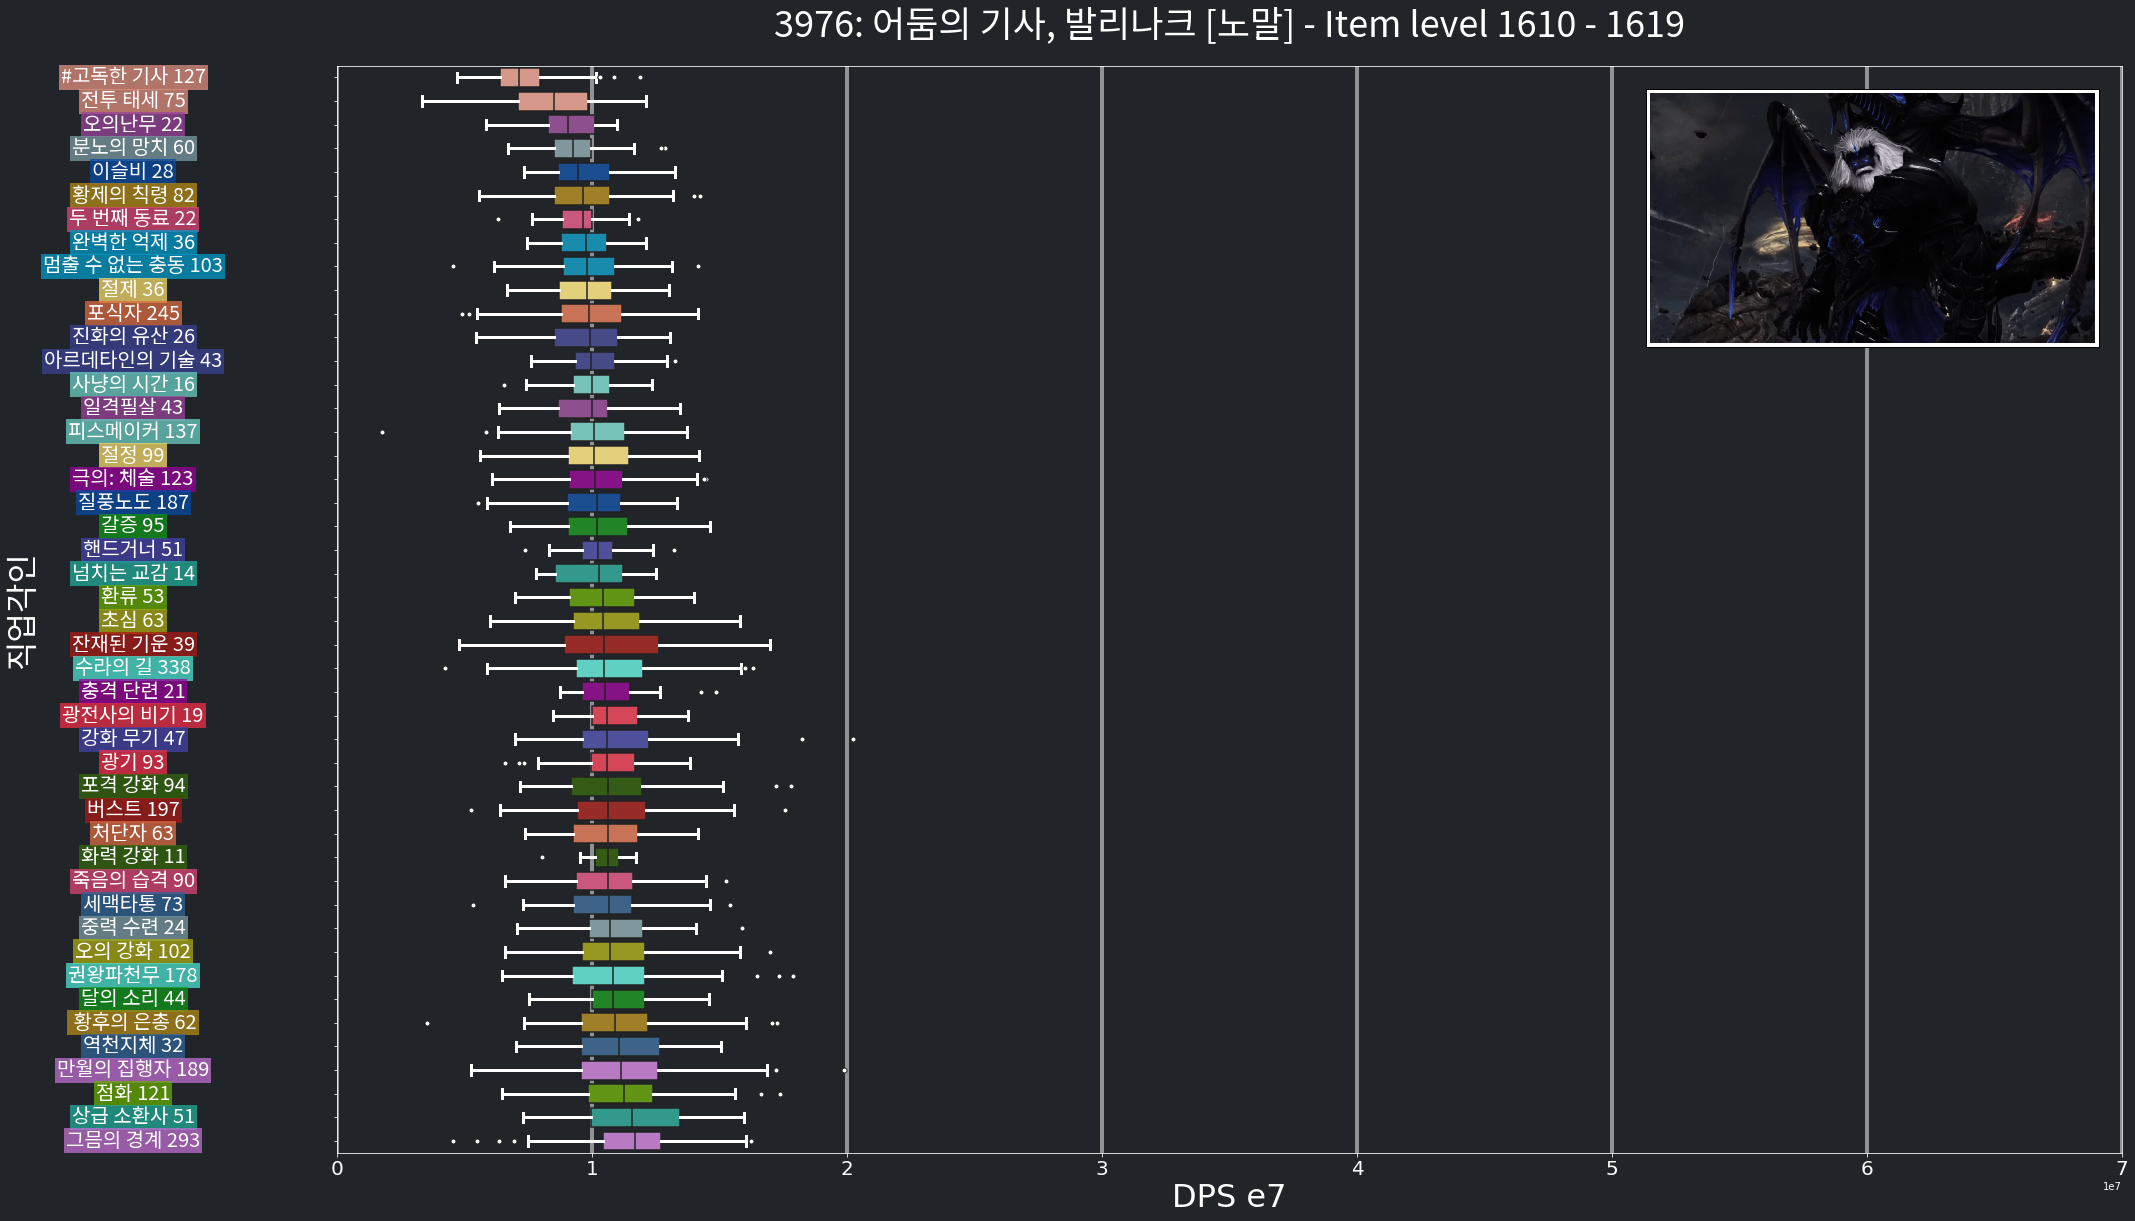 3976: 어둠의 기사, 발리나크 [노말] - Item level 1610 - 1619
#고독한 기사 127
전투 태세 75
오의난무 22
분노의 망치 60
이슬비 28
황제의 칙령 82
두 번째 동료 22
완벽한 억제 36
멈출 수 없는 충동 103
절제 36
포식자 245
진화의 유산 26
아르데타인의 기술 43
사냥의 시간 16
일격필살 43
피스메이커 137
절정 99
극의: 체술 123
질풍노도 187
갈증 95
핸드거너 51
넘치는 교감 14
환류 53
초심 63
잔재된 기운 39
수라의 길 338
충격 단련 21
광전사의 비기 19
강화 무기 47
광기 93
포격 강화 94
버스트 197
처단자 63
화력 강화 11
죽음의 습격 90
세맥타통 73
중력 수련 24
오의 강화 102
권왕파천무 178
달의 소리 44
황후의 은총 62
역천지체 32
만월의 집행자 189
점화 121
상급 소환사 51
그믐의 경계 293
직업각인
0 1 2 3 4 5 6 7
1e7
DPS e7